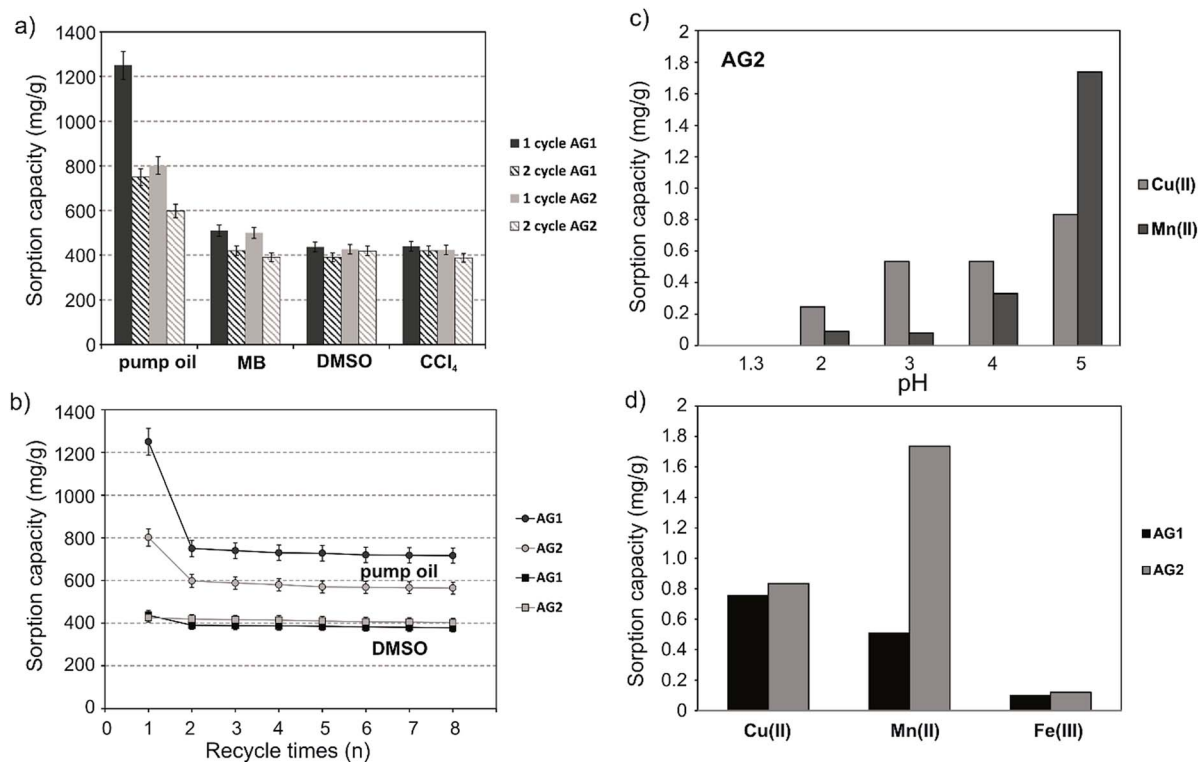 a)
Sorption capacity (mg/g)
1400
1200
1000
800
600
400
200
0
pump oil MB DMSO CCl₄
1 cycle AG1
2 cycle AG1
1 cycle AG2
2 cycle AG2
b)
Sorption capacity (mg/g)
1400
1200
1000
800
600
400
200
0
pump oil
DMSO
0 1 2 3 4 5 6 7 8
Recycle times (n)
AG1
AG2
AG1
AG2
c)
AG2
Sorption capacity (mg/g)
2
1.8
1.6
1.4
1.2
1
0.8
0.6
0.4
0.2
0
1.3 2 3 4 5
pH
Cu(II)
Mn(II)
d)
Sorption capacity (mg/g)
2
1.8
1.6
1.4
1.2
1
0.8
0.6
0.4
0.2
0
Cu(II) Mn(II) Fe(III)
AG1
AG2